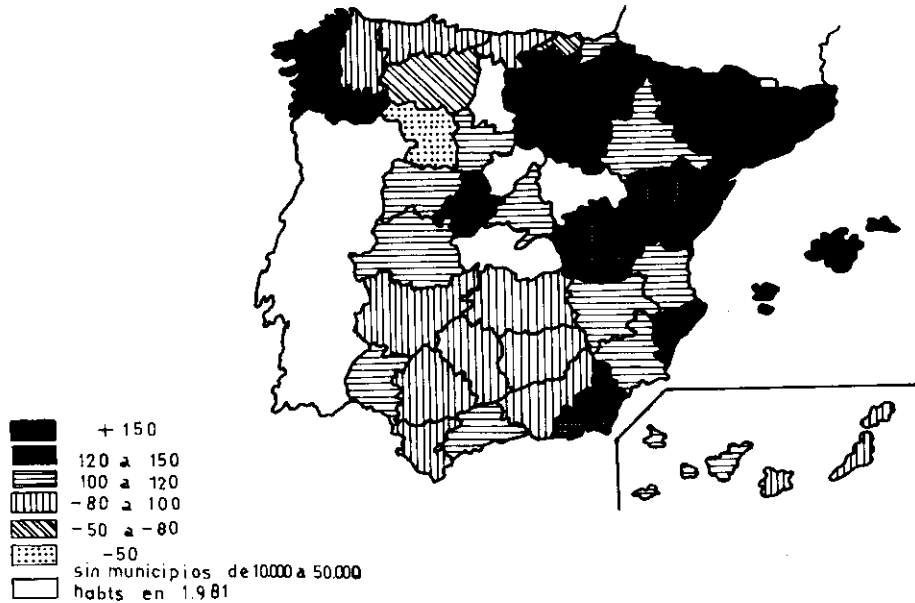 + 150
120 a 150
100 a 120
-80 a 100
-50 a -80
-50
sin municipios de 10.000 a 50.000
habts en 1.981